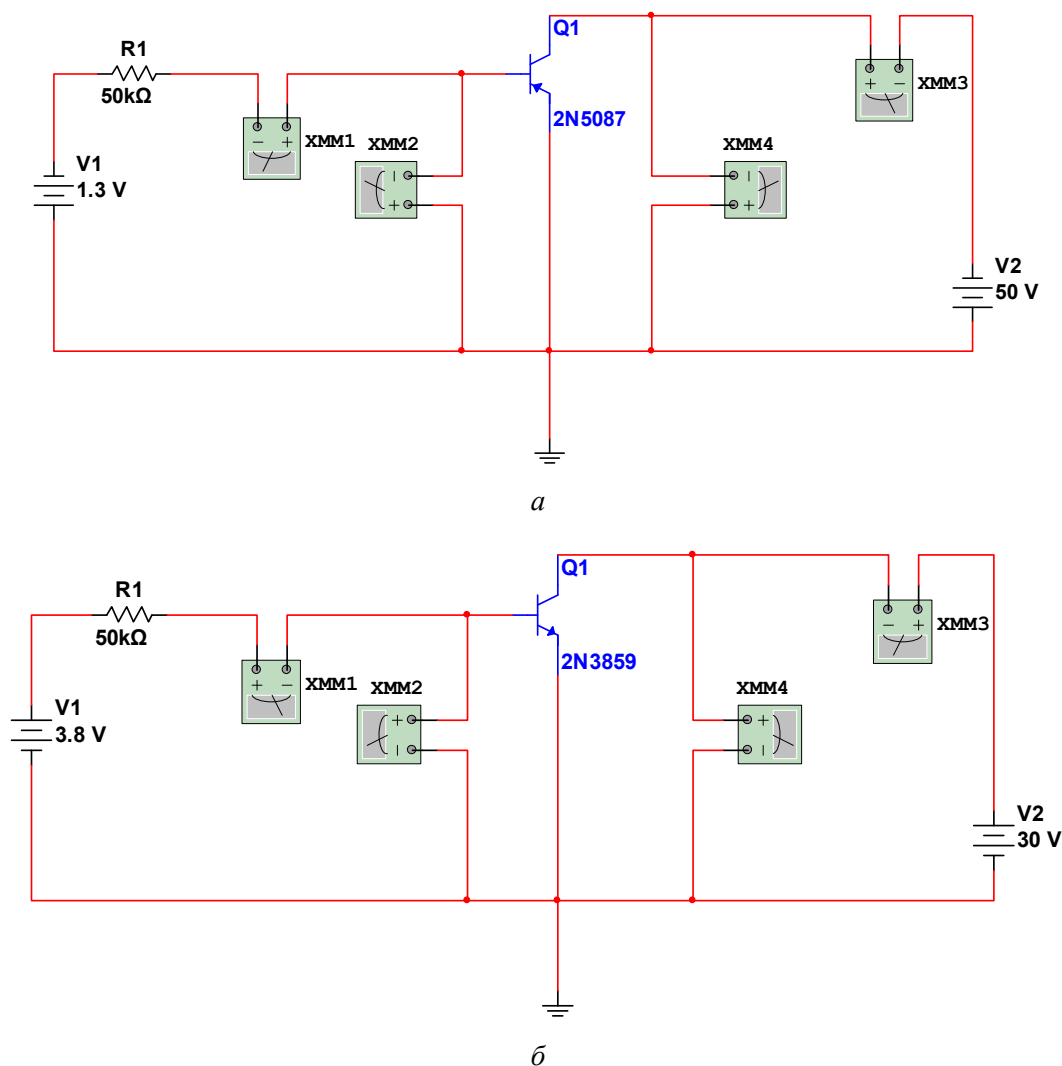 Q1
R1
50kΩ
XMM3
2N5087
XMM1
XMM2
XMM4
V1
1.3 V
V2
50 V
а
Q1
R1
50kΩ
XMM3
2N3859
XMM1
XMM2
XMM4
V1
3.8 V
V2
30 V
б